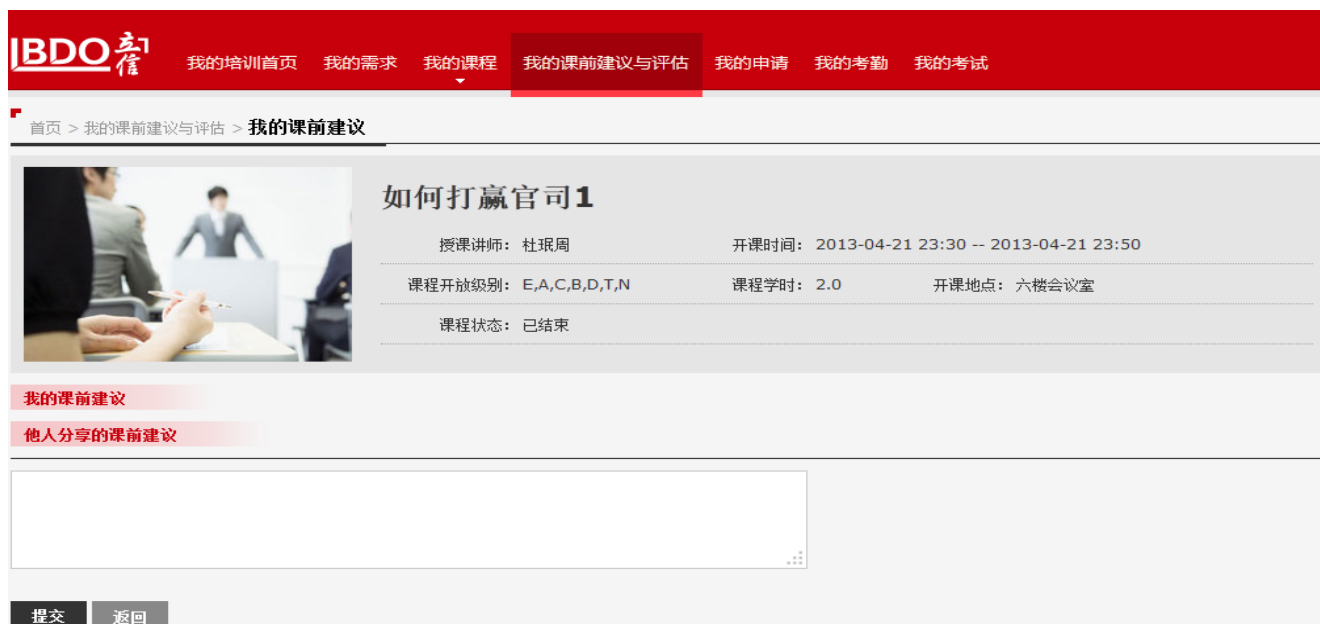 BDO 立信
我的培训首页 我的需求 我的课程 我的课前建议与评估 我的申请 我的考勤 我的考试
首页 > 我的课前建议与评估 > 我的课前建议
如何打赢官司1
授课讲师: 杜珉周 开课时间: 2013-04-21 23:30 -- 2013-04-21 23:50
课程开放级别: E,A,C,B,D,T,N 课程学时: 2.0 开课地点: 六楼会议室
课程状态: 已结束
我的课前建议
他人分享的课前建议
提交 返回